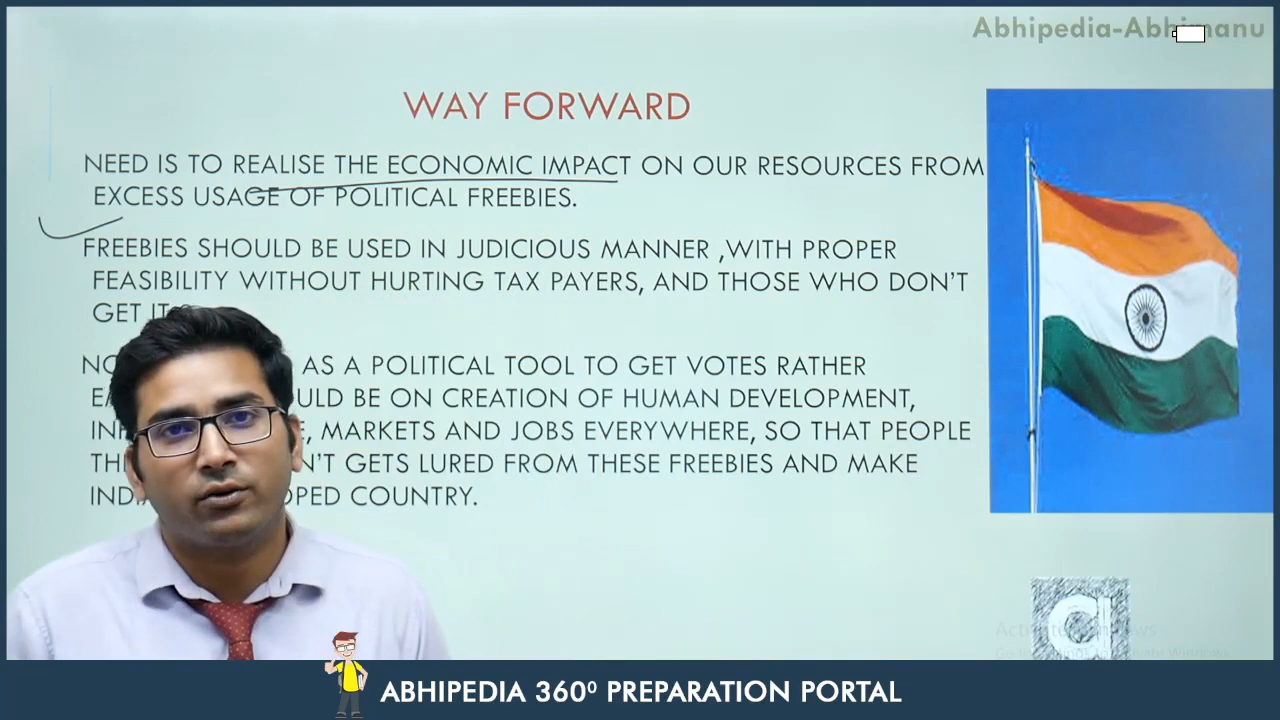 Abhipedia-Abhimanu
WAY FORWARD
NEED IS TO REALISE THE ECONOMIC IMPACT ON OUR RESOURCES FROM
EXCESS USAGE OF POLITICAL FREEBIES.
FREEBIES SHOULD BE USED IN JUDICIOUS MANNER ,WITH PROPER
FEASIBILITY WITHOUT HURTING TAX PAYERS, AND THOSE WHO DON'T
GET IT
AS A POLITICAL TOOL TO GET VOTES RATHER
BE ON CREATION OF HUMAN DEVELOPMENT,
MARKETS AND JOBS EVERYWHERE, SO THAT PEOPLE
GETS LURED FROM THESE FREEBIES AND MAKE
COUNTRY.
ABHIPEDIA 360⁰ PREPARATION PORTAL